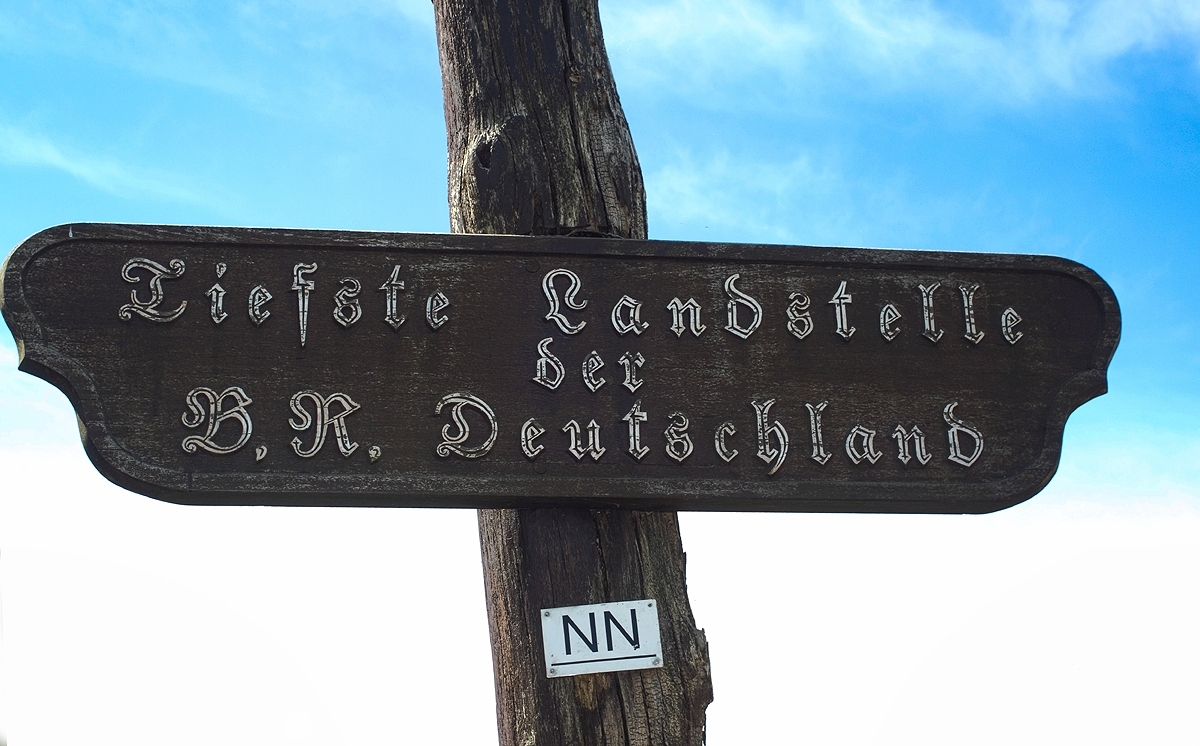 Tiefste Landstelle
der
B.R. Deutschland
NN